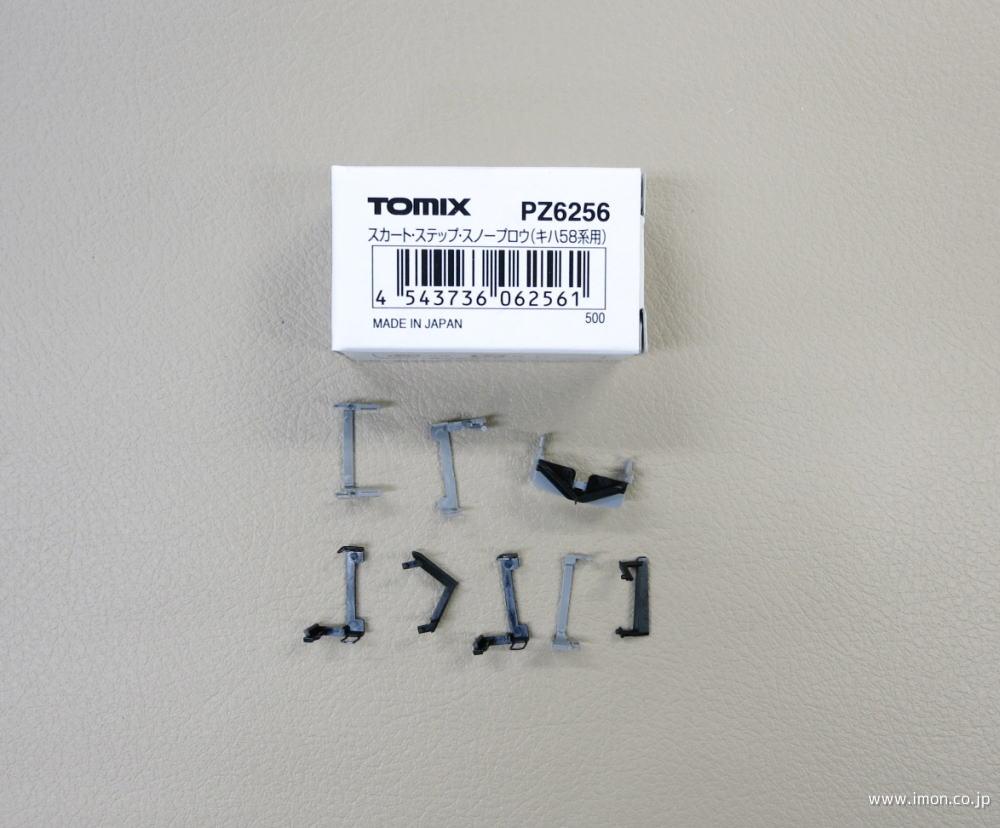 TOMIX PZ6256
スカート・ステップ・スノープロウ(キハ58系用)
4 543736 062561
MADE IN JAPAN 500
www.imon.co.jp